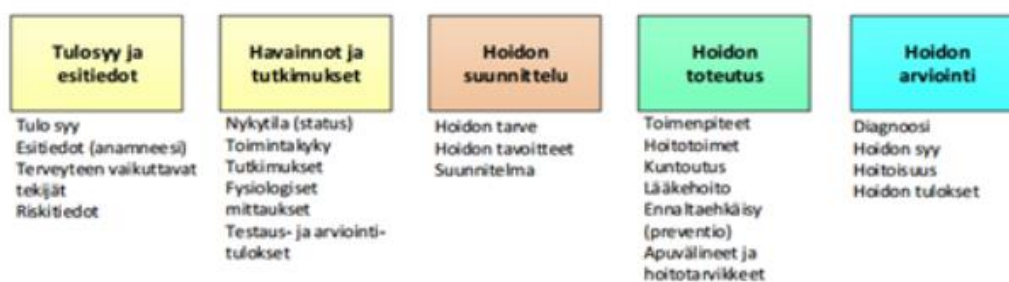 Tulosyy ja
esitiedot
Tulo syy
Esitiedot (anamneesi)
Terveyteen vaikuttavat
tekijät
Riskitiedot
Havainnot ja
tutkimukset
Nykytila (status)
Toimintakyky
Tutkimukset
Fysiologiset
mittaukset
Testaus- ja arviointi-
tulokset
Hoidon
suunnittelu
Hoidon tarve
Hoidon tavoitteet
Suunnitelma
Hoidon
toteutus
Toimenpiteet
Hoitotoimet
Kuntoutus
Lääkehoito
Ennaltaehkäisy
(preventio)
Apuvälineet ja
hoitotarvikkeet
Hoidon
arviointi
Diagnoosi
Hoidon syy
Hoitoisuus
Hoidon tulokset